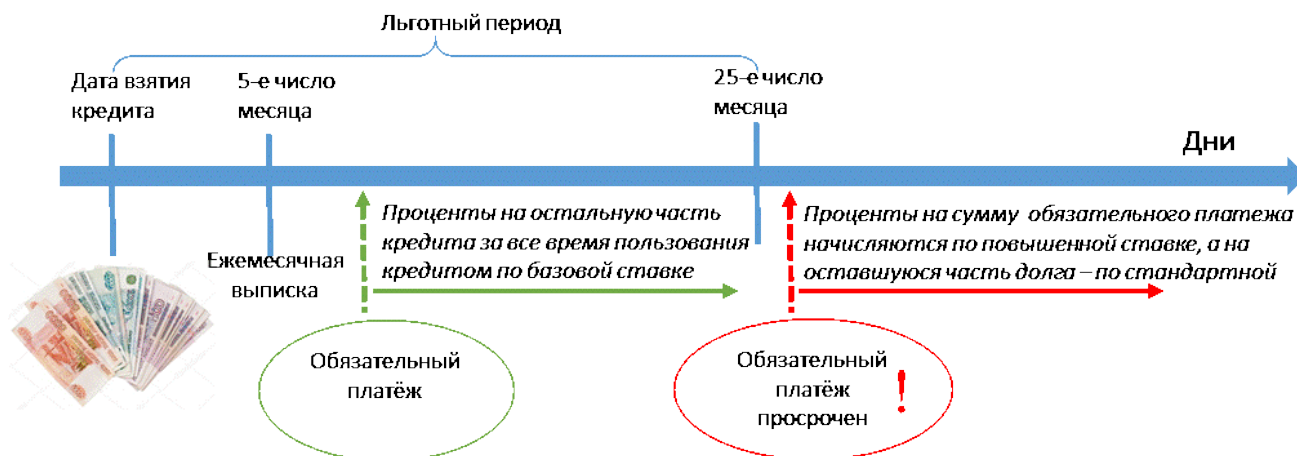 Льготный период
Дата взятия
кредита
5-е число
месяца
25-е число
месяца
Дни
Ежемесячная
выписка
Проценты на остальную часть
кредита за все время пользования
кредитом по базовой ставке
Проценты на сумму обязательного платежа
начисляются по повышенной ставке, а на
оставшуюся часть долга – по стандартной
Обязательный
платёж
Обязательный
платёж
просрочен
!